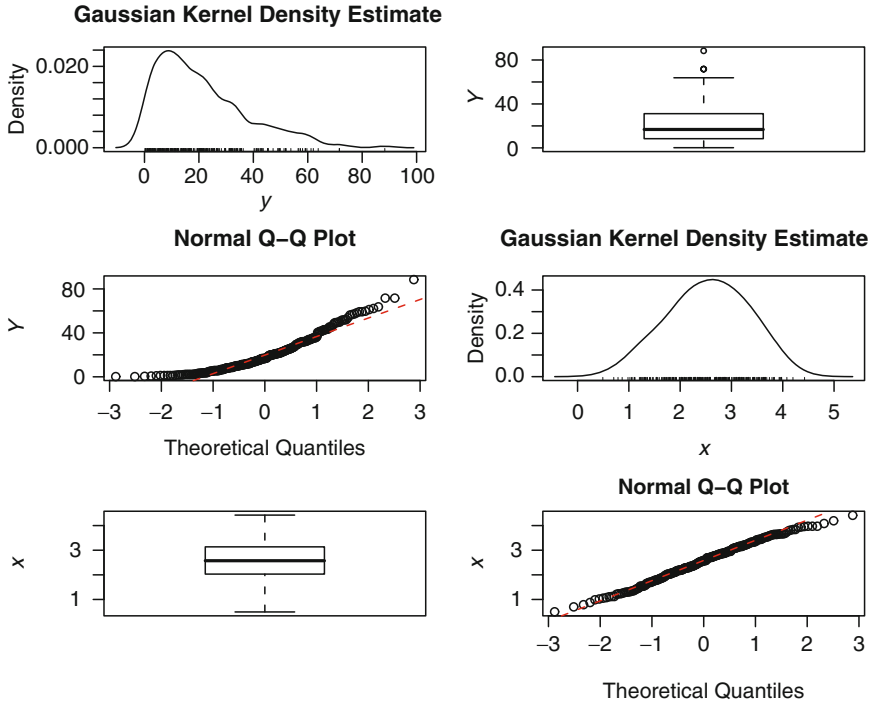 Gaussian Kernel Density Estimate
Density
0.020
0.000
0 20 40 60 80 100
y
Y
80
40
0
Normal Q–Q Plot
Y
80
40
0
−3 −2 −1 0 1 2 3
Theoretical Quantiles
Gaussian Kernel Density Estimate
Density
0.4
0.2
0.0
0 1 2 3 4 5
x
x
3
1
Normal Q–Q Plot
x
3
1
−3 −2 −1 0 1 2 3
Theoretical Quantiles